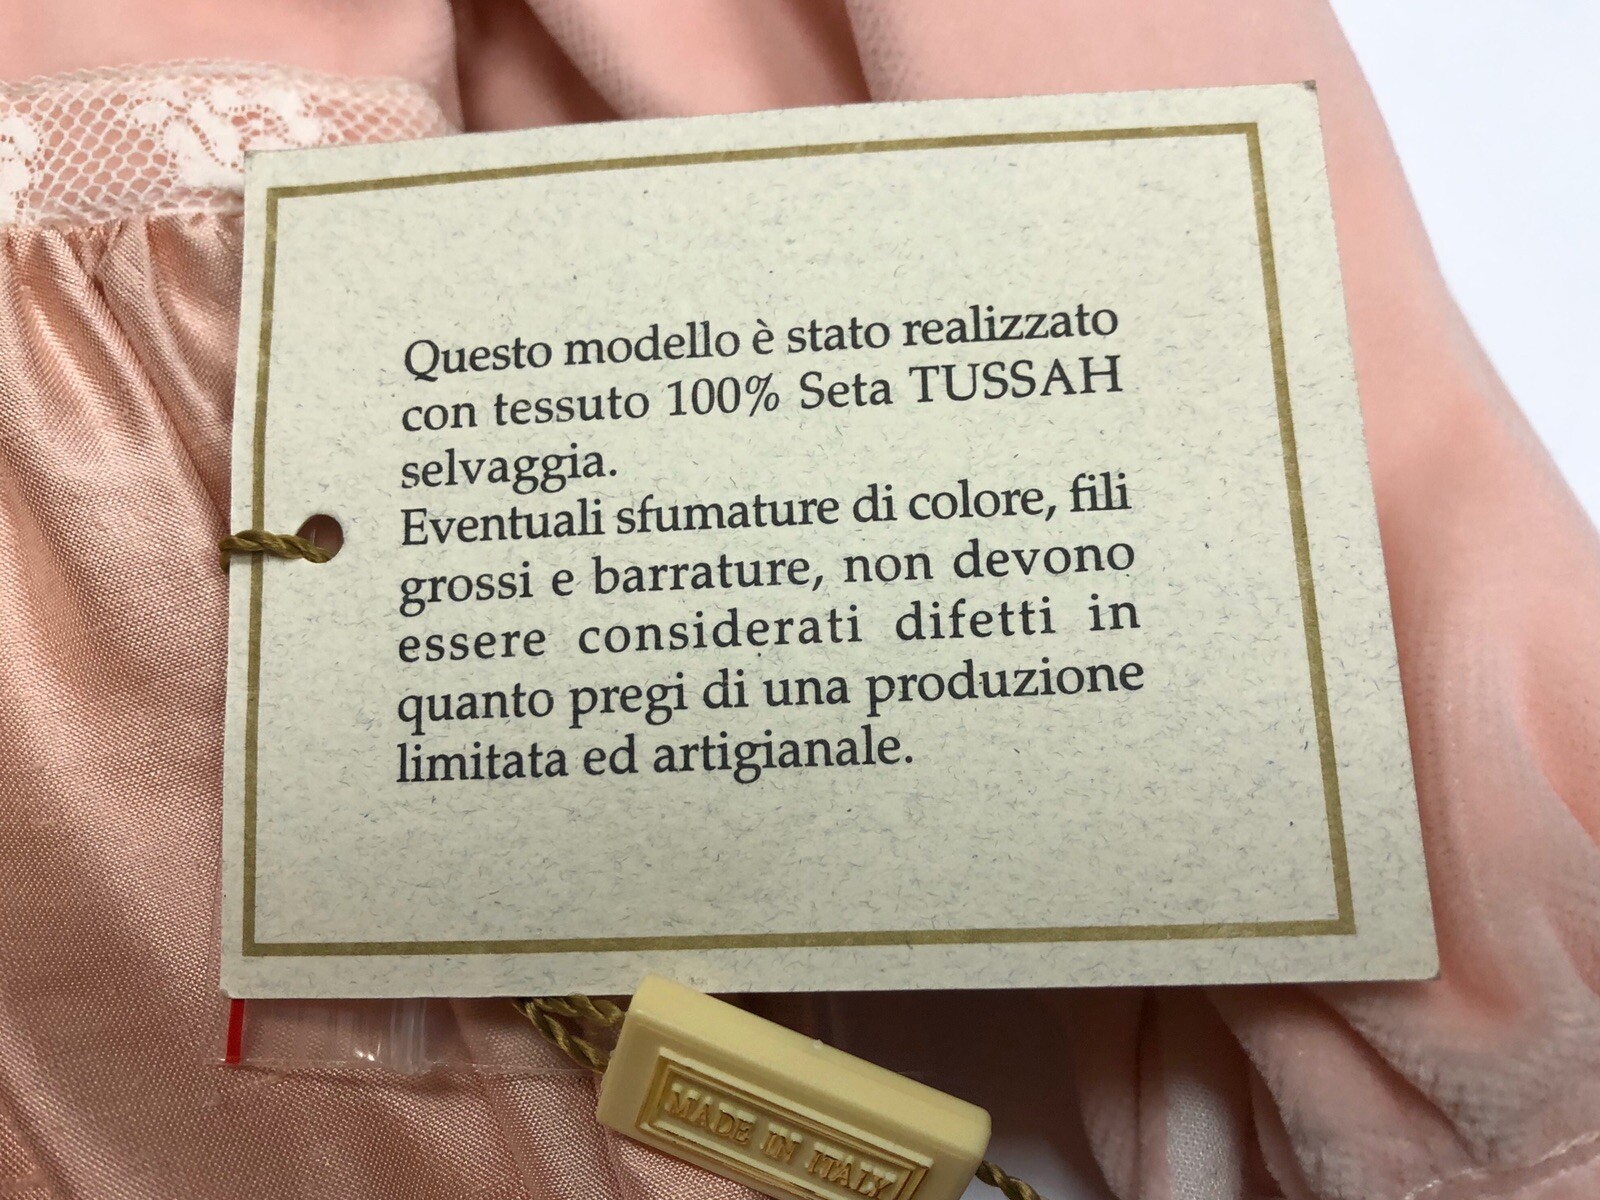 Questo modello è stato realizzato
con tessuto 100% Seta TUSSAH
selvaggia.
Eventuali sfumature di colore, fili
grossi e barrature, non devono
essere considerati difetti in
quanto pregi di una produzione
limitata ed artigianale.
MADE IN ITALY